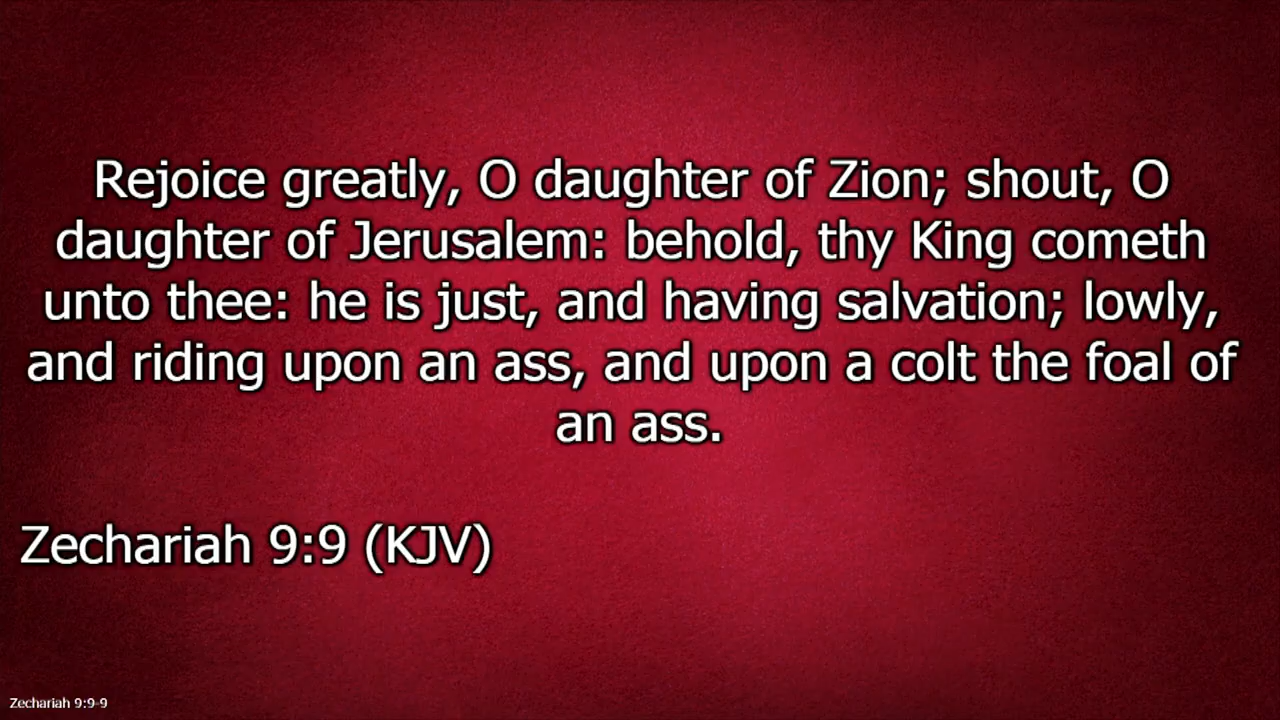 Rejoice greatly, O daughter of Zion; shout, O
daughter of Jerusalem: behold, thy King cometh
unto thee: he is just, and having salvation; lowly,
and riding upon an ass, and upon a colt the foal of
an ass.
Zechariah 9:9 (KJV)
Zechariah 9:9-9